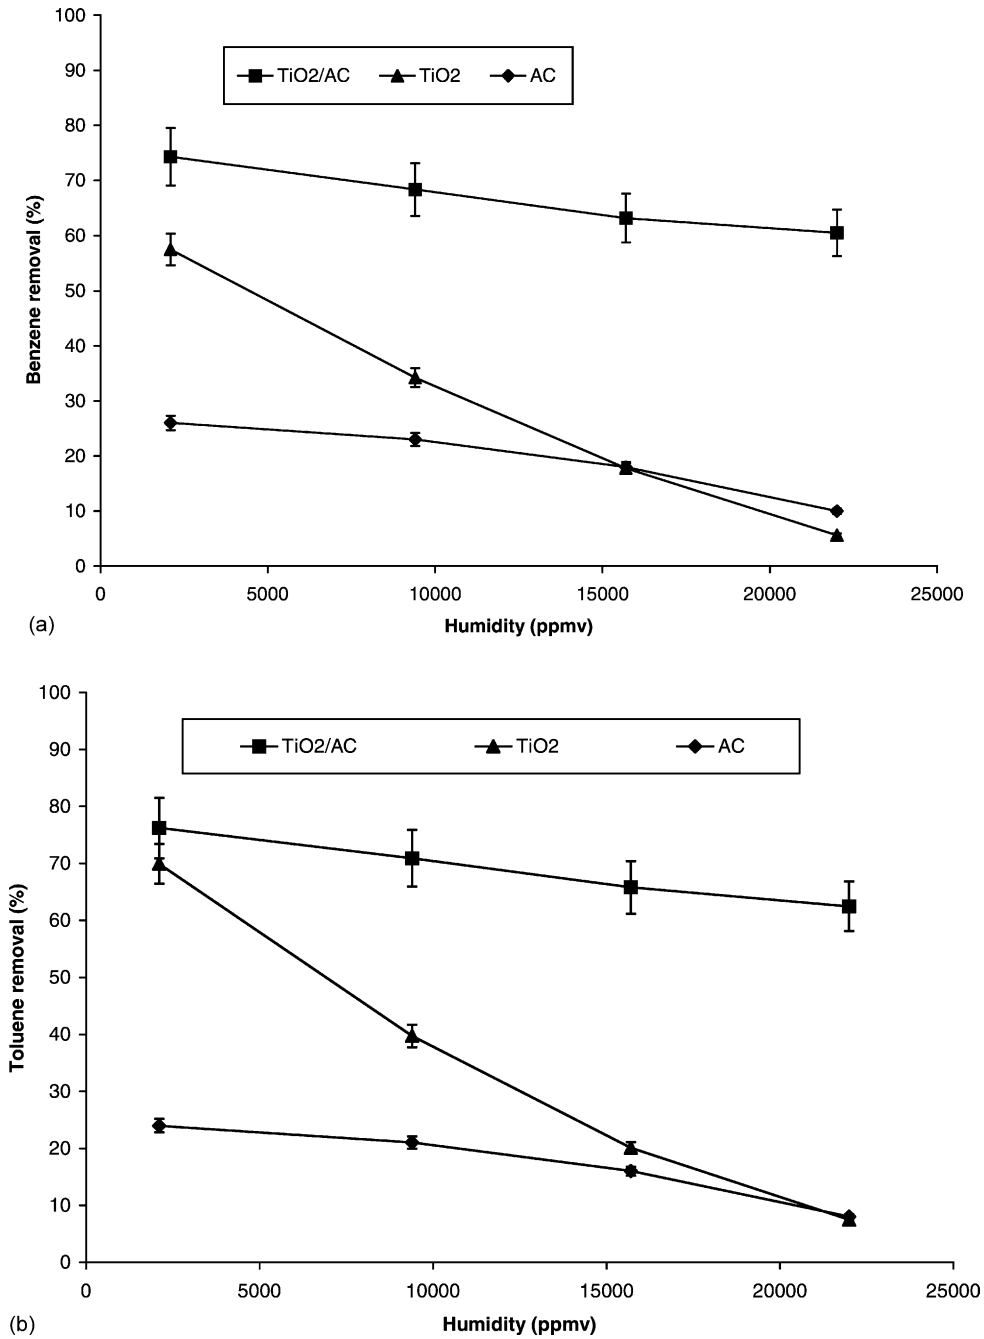 100
90
TiO2/AC TiO2 AC
80
70
60
50
40
30
20
10
0
Benzene removal (%)
0 5000 10000 15000 20000 25000
(a) Humidity (ppmv)
100
90
TiO2/AC TiO2 AC
80
70
60
50
40
30
20
10
0
Toluene removal (%)
0 5000 10000 15000 20000 25000
(b) Humidity (ppmv)